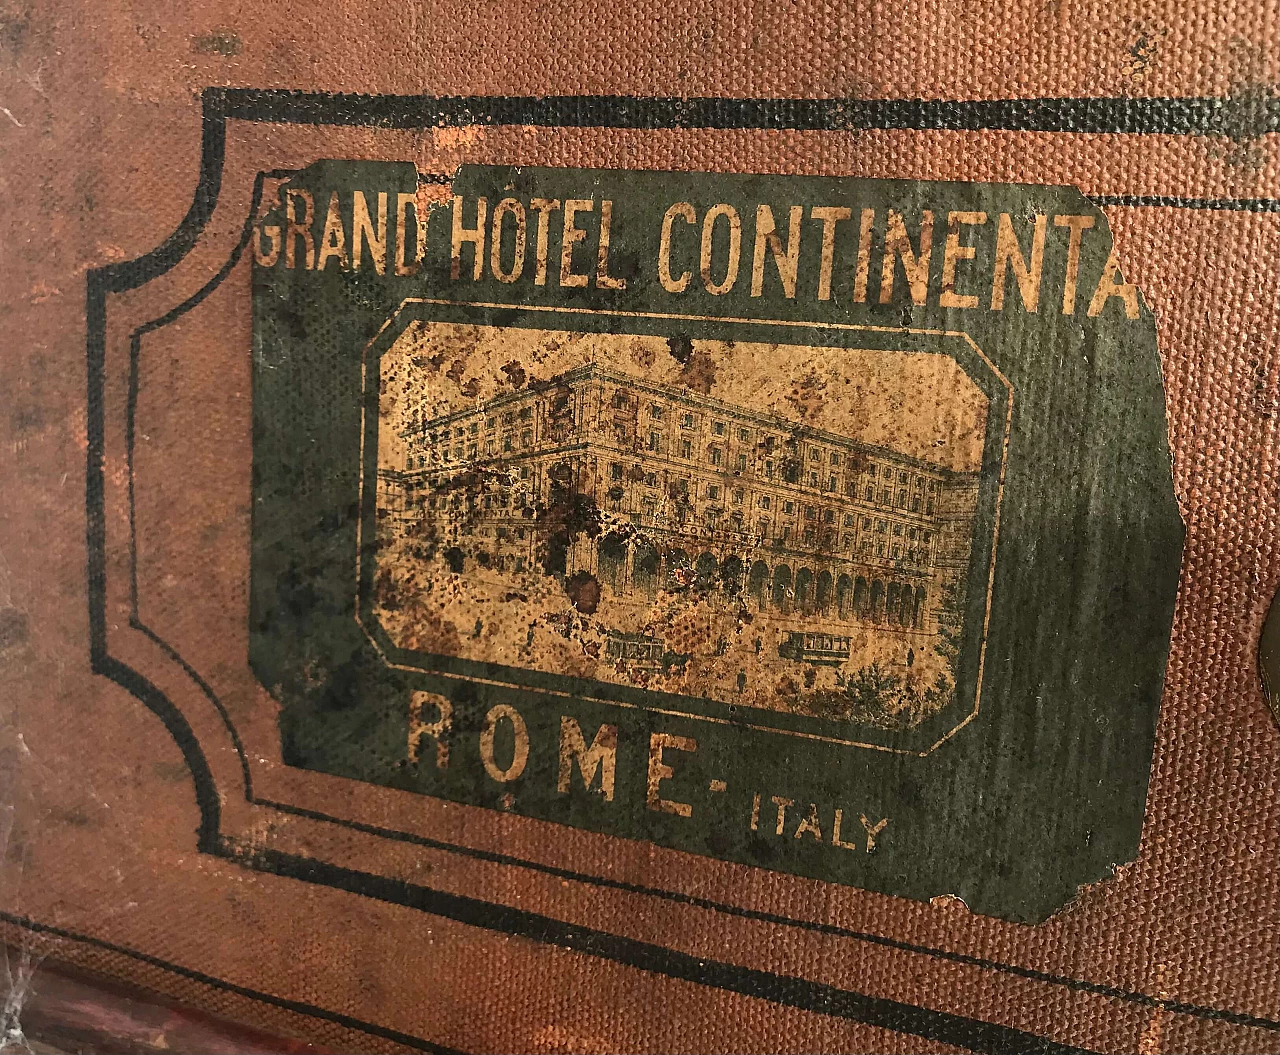 GRAND HÔTEL CONTINENTA
ROME - ITALY